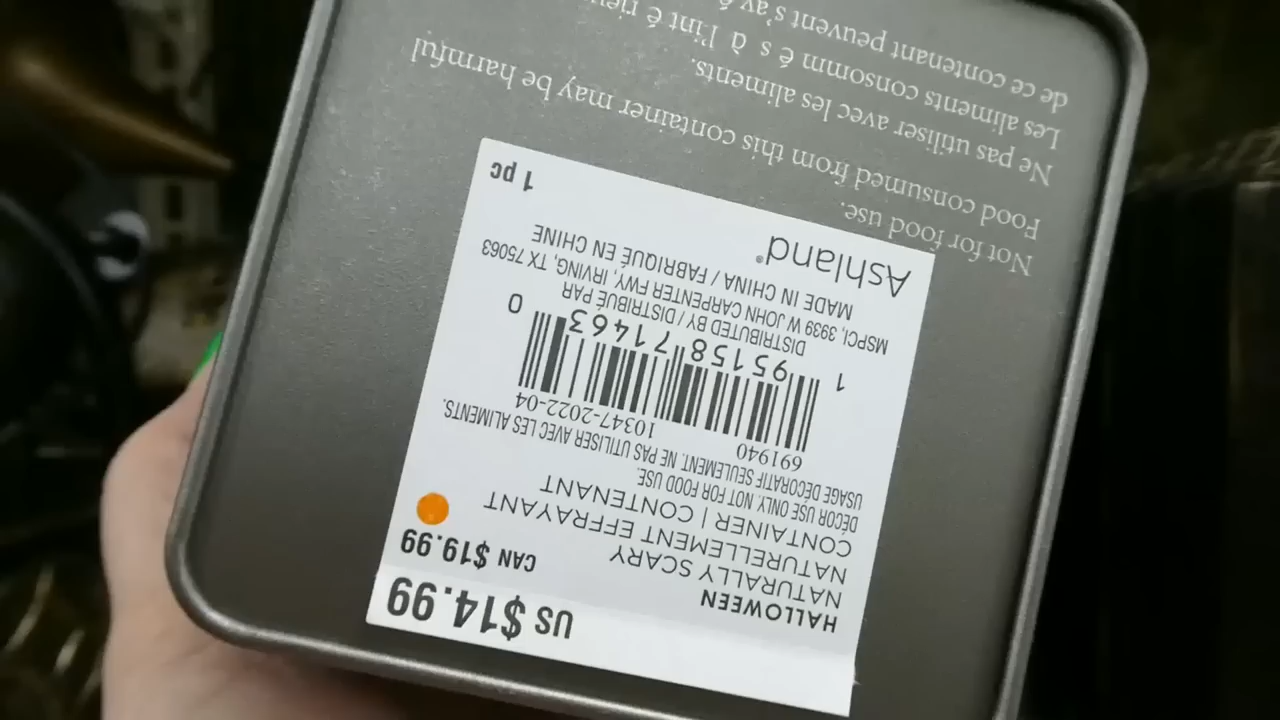 US $14.99
CAN $19.99
HALLOWEEN
NATURALLY SCARY
NATURELLEMENT EFFRAYANT
CONTAINER | CONTENANT
DÉCOR USE ONLY. NOT FOR FOOD USE.
USAGE DÉCORATIF SEULEMENT. NE PAS UTILISER AVEC LES ALIMENTS.
691940
10347-2022-04
1 95158 71463 0
DISTRIBUTED BY / DISTRIBUÉ PAR
MSPCI, 3939 W JOHN CARPENTER FWY, IRVING, TX 75063
MADE IN CHINA / FABRIQUÉ EN CHINE
Ashland®
1 pc
Not for food use.
Food consumed from this container may be harmful
Ne pas utiliser avec les aliments.
Les aliments consomm é s à l'int é rieu
de ce contenant peuvent s'av é